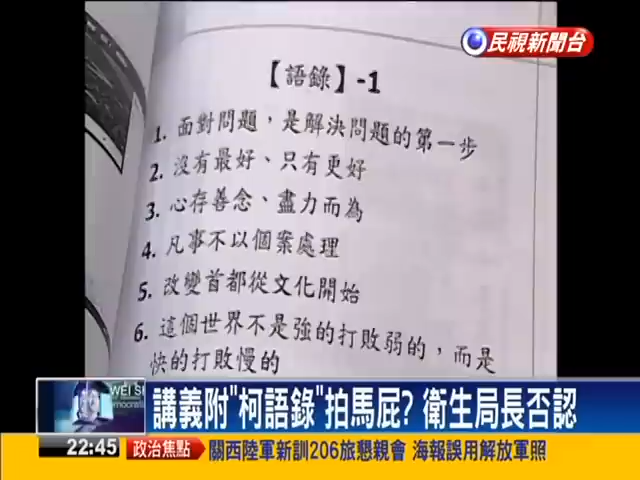 民視新聞台
【語錄】-1
1. 面對問題，是解決問題的第一步
2. 沒有最好、只有更好
3. 心存善念、盡力而為
4. 凡事不以個案處理
5. 改變首都從文化開始
6. 這個世界不是強的打敗弱的，而是
快的打敗慢的
講義附"柯語錄"拍馬屁? 衛生局長否認
22:45 政治焦點 關西陸軍新訓206旅懇親會 海報誤用解放軍照